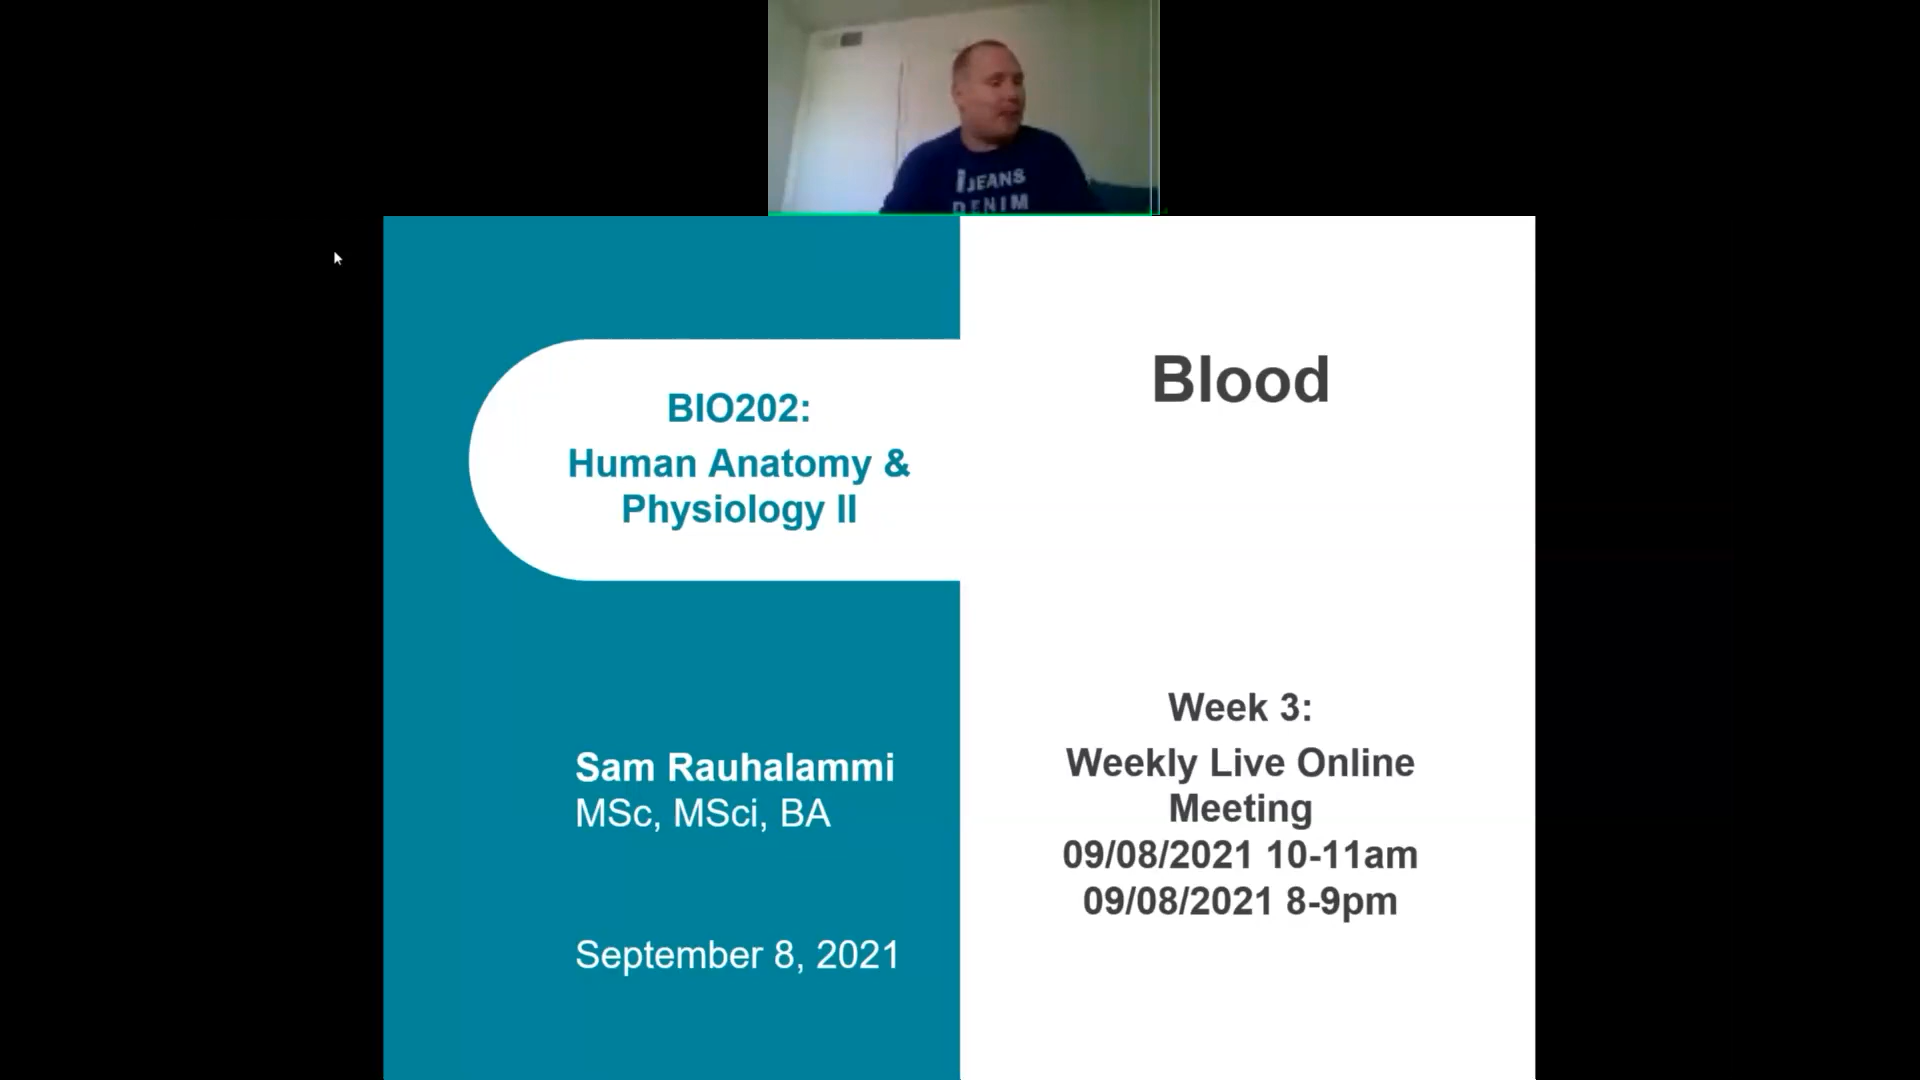 iJEANS
DENIM
BIO202:
Human Anatomy &
Physiology II
Sam Rauhalammi
MSc, MSci, BA
September 8, 2021
Blood
Week 3:
Weekly Live Online
Meeting
09/08/2021 10-11am
09/08/2021 8-9pm